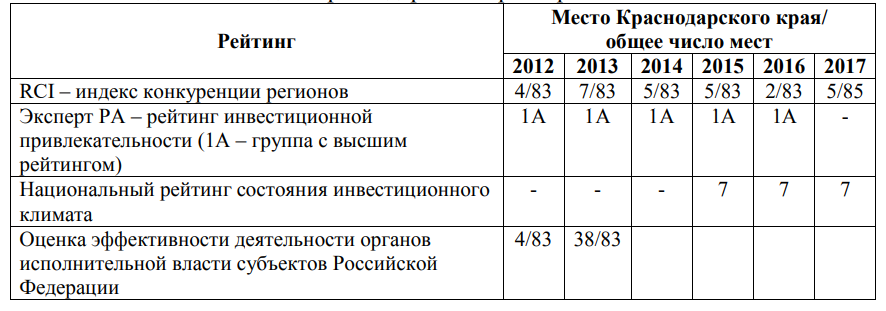 Рейтинг
Место Краснодарского края/
общее число мест
2012 2013 2014 2015 2016 2017
RCI – индекс конкуренции регионов 4/83 7/83 5/83 5/83 2/83 5/85
Эксперт РА – рейтинг инвестиционной 1А 1А 1А 1А 1А -
привлекательности (1А – группа с высшим
рейтингом)
Национальный рейтинг состояния инвестиционного - - - 7 7 7
климата
Оценка эффективности деятельности органов 4/83 38/83
исполнительной власти субъектов Российской
Федерации